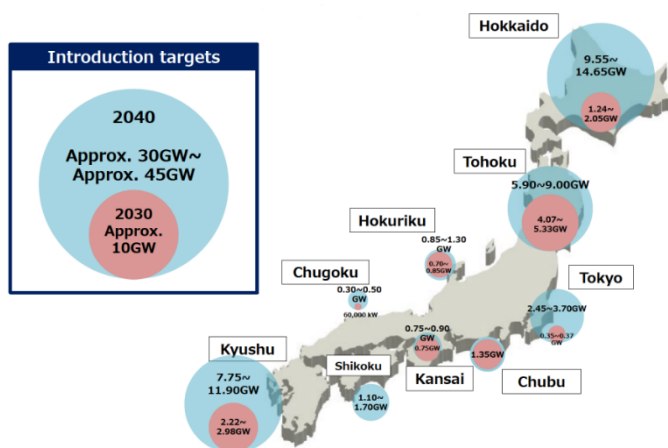 Introduction targets
2040
Approx. 30GW~
Approx. 45GW
2030
Approx.
10GW
Hokkaido
9.55~
14.65GW
1.24~
2.05GW
Tohoku
5.90~9.00GW
4.07~
5.33GW
Hokuriku
0.85~1.30
GW
0.70~
0.85GW
Chugoku
0.30~0.50
GW
60,000 kW
Tokyo
2.45~3.70GW
0.35~0.37
GW
0.75~0.90
GW
0.75GW
Kansai
1.35GW
Chubu
Shikoku
1.10~
1.70GW
Kyushu
7.75~
11.90GW
2.22~
2.98GW